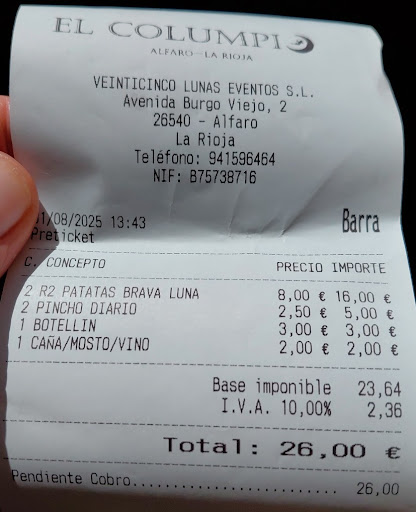 EL COLUMPIO
ALFARO - LA RIOJA
VEINTICINCO LUNAS EVENTOS S.L.
Avenida Burgo Viejo, 2
26540 - Alfaro
La Rioja
Teléfono: 941596464
NIF: B75738716
01/08/2025 13:43 Barra
Preticket
C. CONCEPTO PRECIO IMPORTE
2 R2 PATATAS BRAVA LUNA 8,00 € 16,00 €
2 PINCHO DIARIO 2,50 € 5,00 €
1 BOTELLIN 3,00 € 3,00 €
1 CAÑA/MOSTO/VINO 2,00 € 2,00 €
Base imponible 23,64
I.V.A. 10,00% 2,36
Total: 26,00 €
Pendiente Cobro........................ 26,00